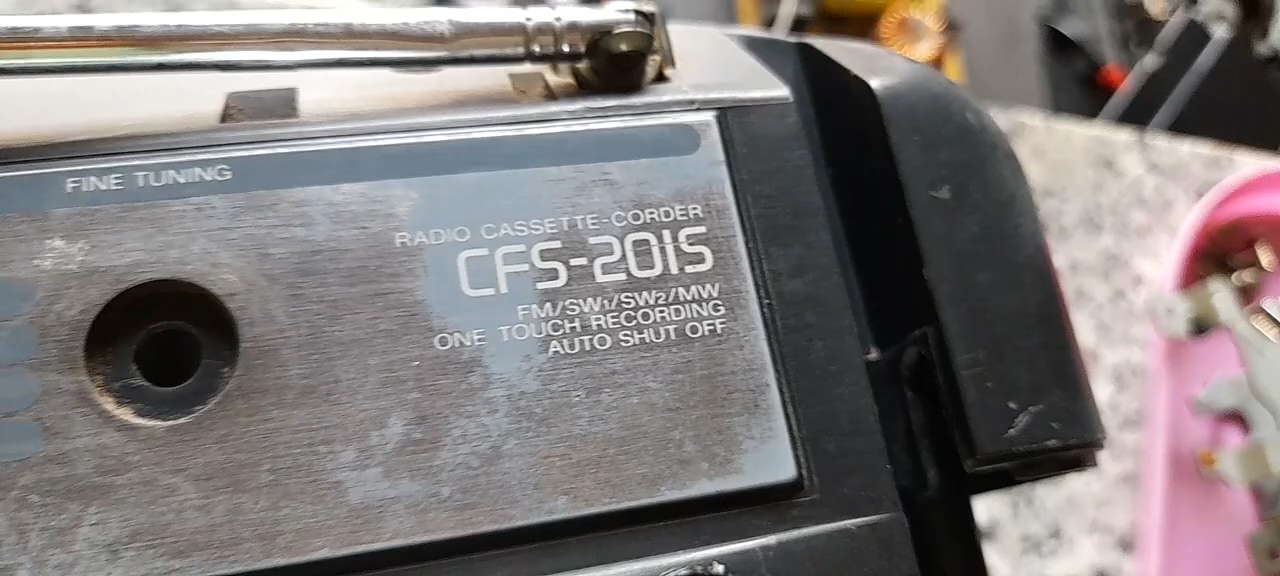 FINE TUNING
RADIO CASSETTE-CORDER
CFS-201S
FM/SW1/SW2/MW
ONE TOUCH RECORDING
AUTO SHUT OFF